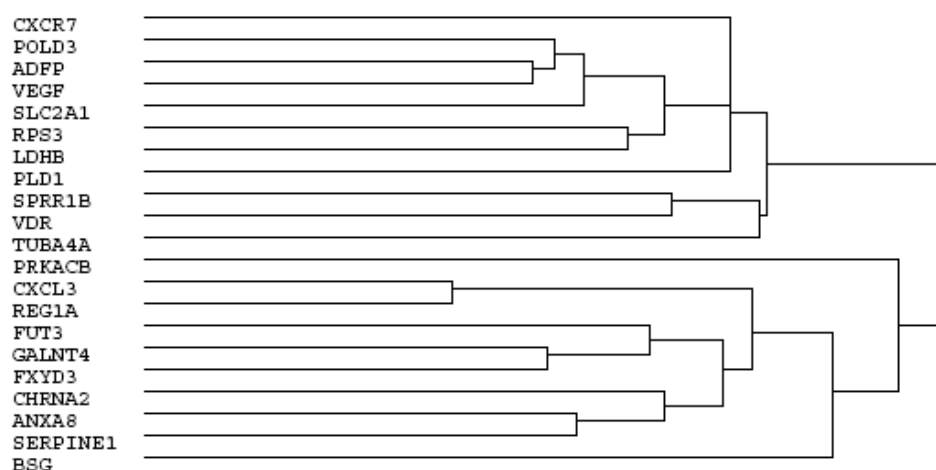 CXCR7
POLD3
ADFP
VEGF
SLC2A1
RPS3
LDHB
PLD1
SPRR1B
VDR
TUBA4A
PRKACB
CXCL3
REG1A
FUT3
GALNT4
FXYD3
CHRNA2
ANXA8
SERPINE1
BSG